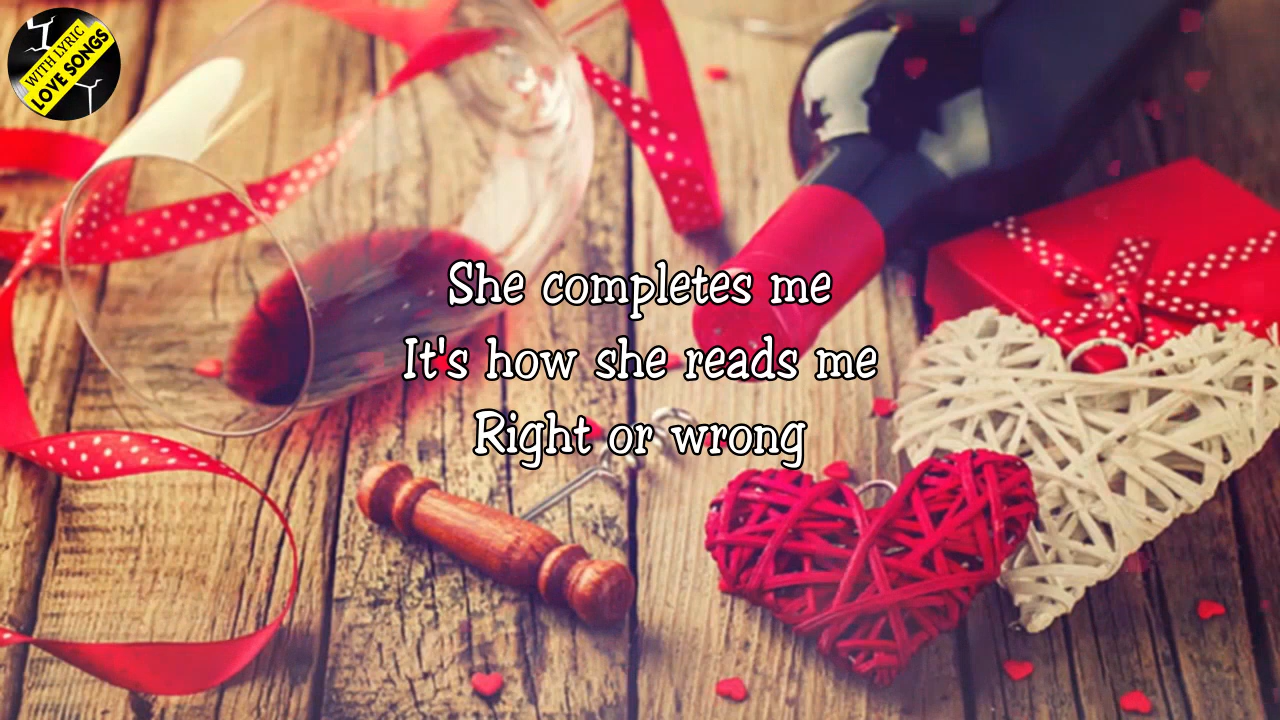 WITH LYRIC
LOVE SONGS
She completes me
It's how she reads me
Right or wrong